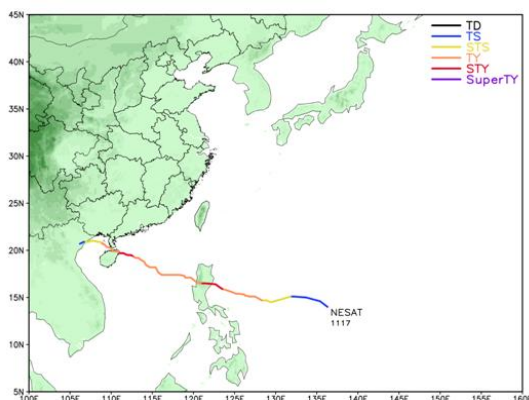 45N
TD
TS
STS
TY
STY
SuperTY
40N
35N
30N
25N
20N
15N
NESAT
1117
10N
5N
100E 105E 110E 115E 120E 125E 130E 135E 140E 145E 150E 155E 160E